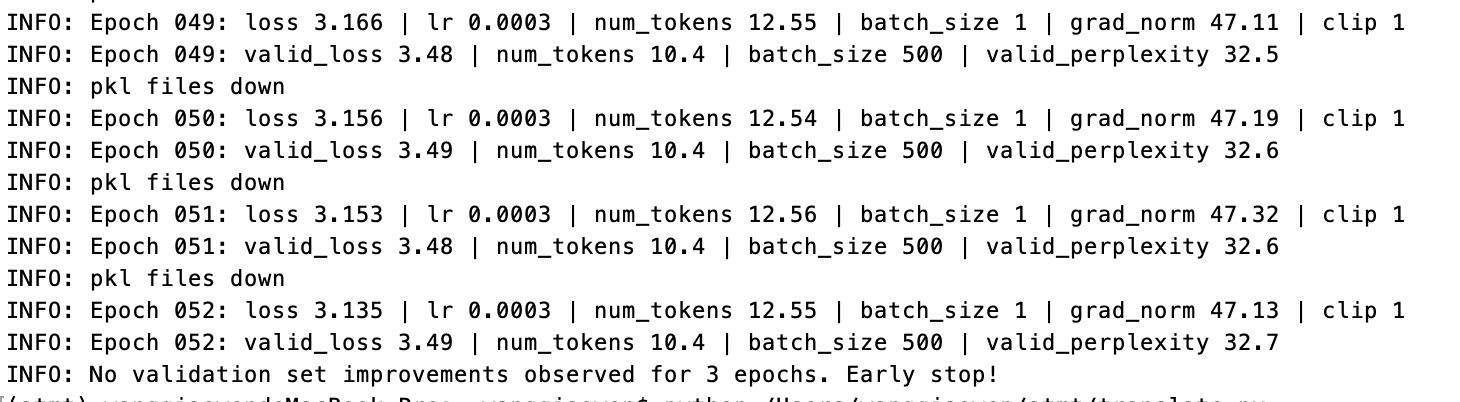 INFO: Epoch 049: loss 3.166 | lr 0.0003 | num_tokens 12.55 | batch_size 1 | grad_norm 47.11 | clip 1
INFO: Epoch 049: valid_loss 3.48 | num_tokens 10.4 | batch_size 500 | valid_perplexity 32.5
INFO: pkl files down
INFO: Epoch 050: loss 3.156 | lr 0.0003 | num_tokens 12.54 | batch_size 1 | grad_norm 47.19 | clip 1
INFO: Epoch 050: valid_loss 3.49 | num_tokens 10.4 | batch_size 500 | valid_perplexity 32.6
INFO: pkl files down
INFO: Epoch 051: loss 3.153 | lr 0.0003 | num_tokens 12.56 | batch_size 1 | grad_norm 47.32 | clip 1
INFO: Epoch 051: valid_loss 3.48 | num_tokens 10.4 | batch_size 500 | valid_perplexity 32.6
INFO: pkl files down
INFO: Epoch 052: loss 3.135 | lr 0.0003 | num_tokens 12.55 | batch_size 1 | grad_norm 47.13 | clip 1
INFO: Epoch 052: valid_loss 3.49 | num_tokens 10.4 | batch_size 500 | valid_perplexity 32.7
INFO: No validation set improvements observed for 3 epochs. Early stop!